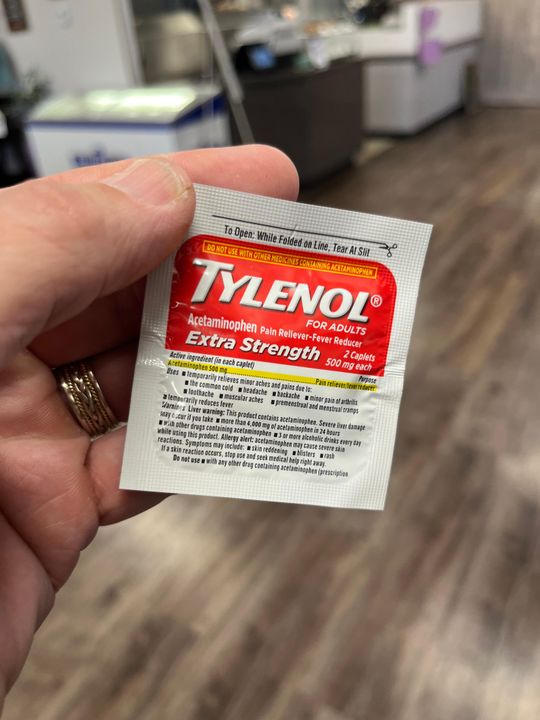 To Open: While Folded on Line, Tear At Slit
DO NOT USE WITH OTHER MEDICINES CONTAINING ACETAMINOPHEN
TYLENOL®
FOR ADULTS
Acetaminophen Pain Reliever-Fever Reducer
Extra Strength
2 Caplets
500 mg each
Active ingredient (in each caplet) Purpose
Acetaminophen 500 mg Pain reliever/fever reducer
Uses ■ temporarily relieves minor aches and pains due to:
■ the common cold ■ headache ■ backache ■ minor pain of arthritis
■ toothache ■ muscular aches ■ premenstrual and menstrual cramps
■ temporarily reduces fever
Warnings Liver warning: This product contains acetaminophen. Severe liver damage
may occur if you take ■ more than 4,000 mg of acetaminophen in 24 hours
■ with other drugs containing acetaminophen ■ 3 or more alcoholic drinks every day
while using this product. Allergy alert: acetaminophen may cause severe skin
reactions. Symptoms may include: ■ skin reddening ■ blisters ■ rash
If a skin reaction occurs, stop use and seek medical help right away.
Do not use ■ with any other drug containing acetaminophen (prescription